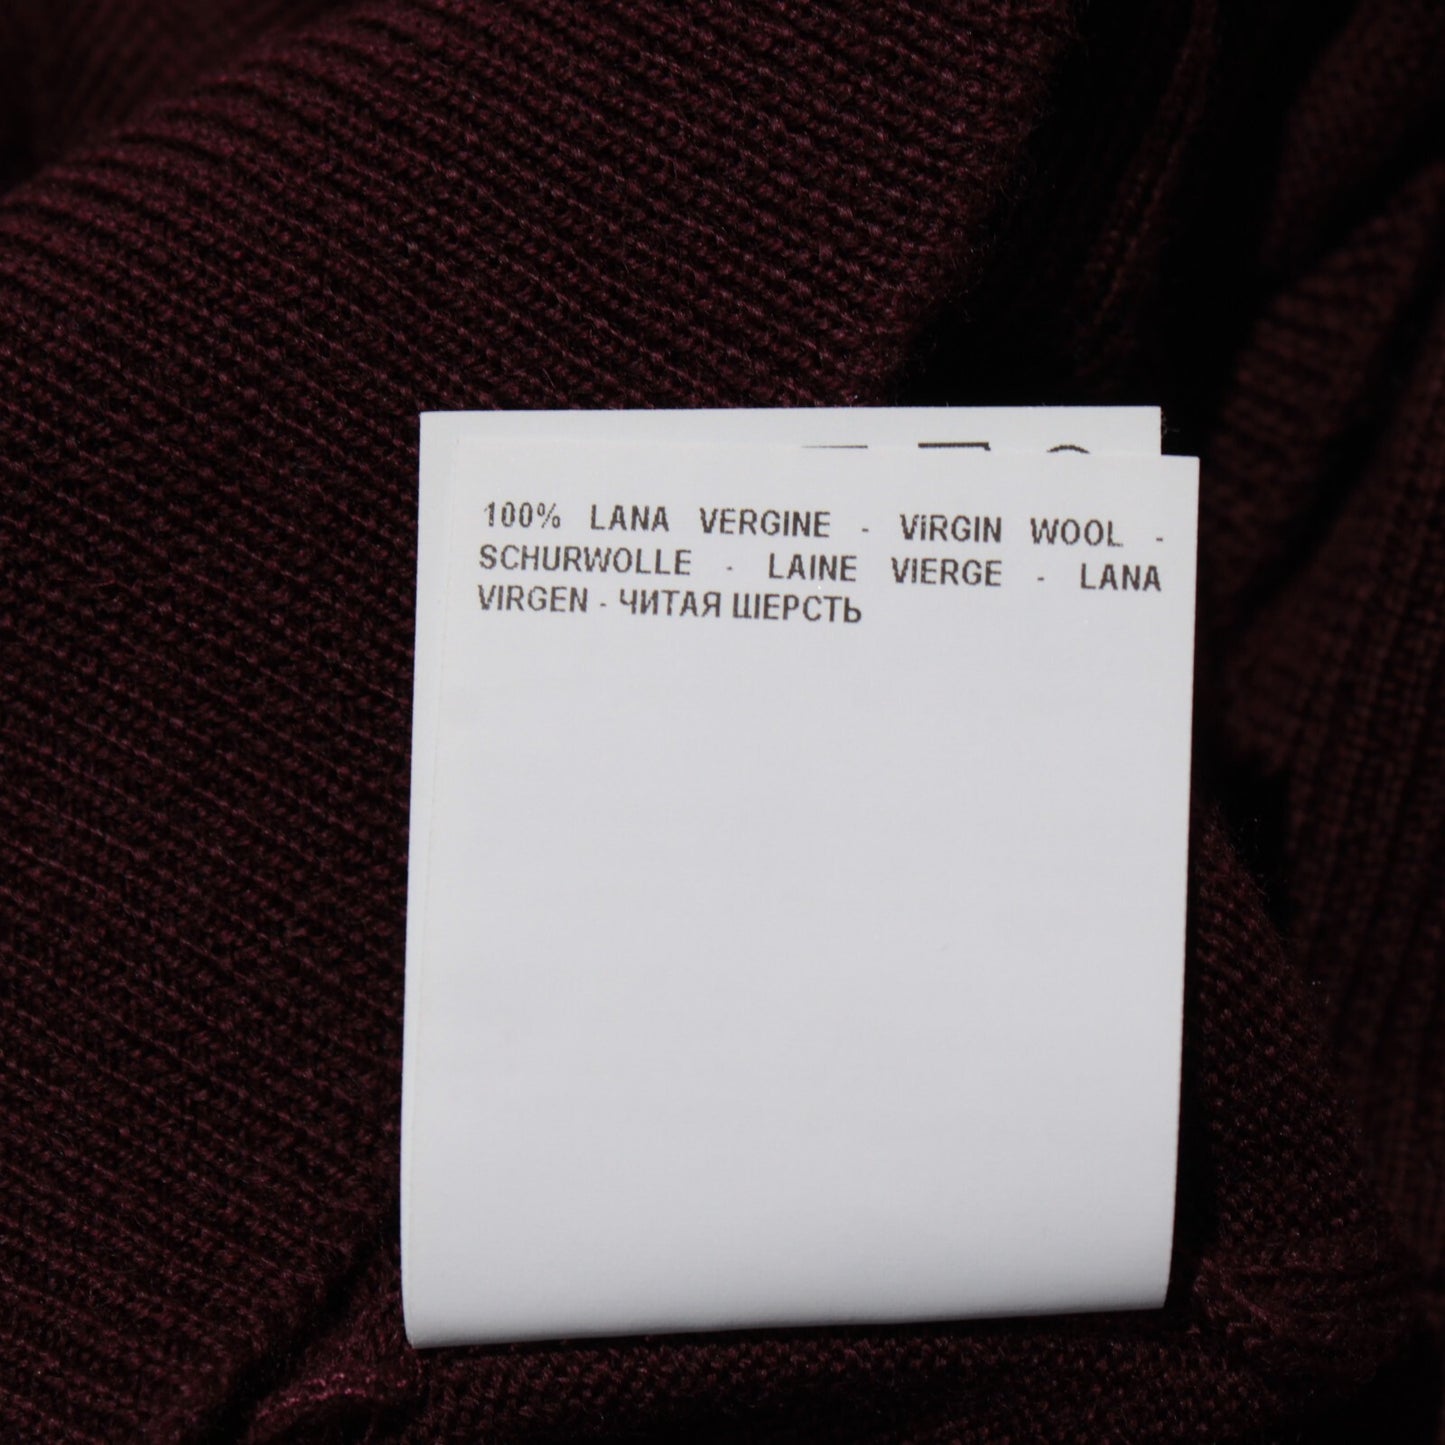 100% LANA VERGINE - VIRGIN WOOL -
SCHURWOLLE - LAINE VIERGE - LANA
VIRGEN - ЧИТАЯ ШЕРСТЬ